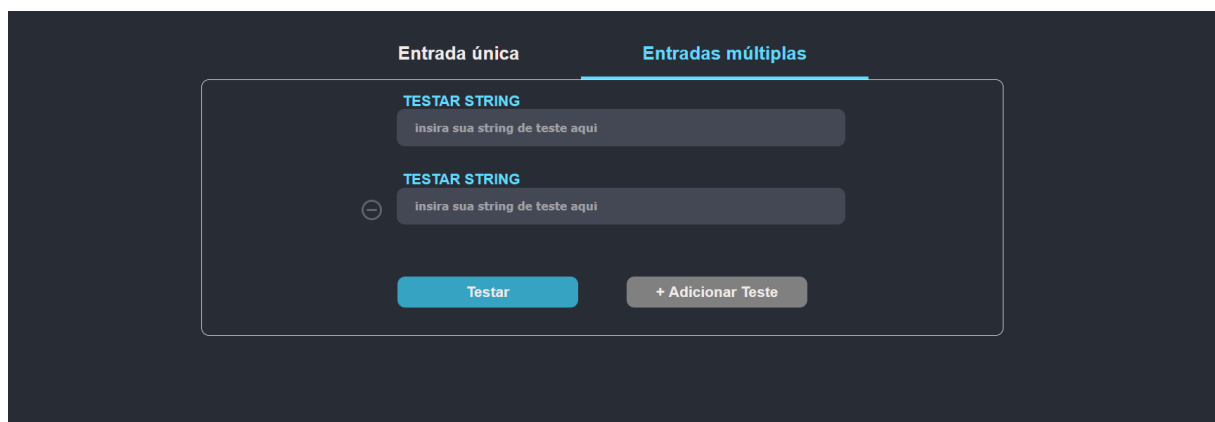 Entrada única Entradas múltiplas
TESTAR STRING
insira sua string de teste aqui
TESTAR STRING
insira sua string de teste aqui
Testar + Adicionar Teste